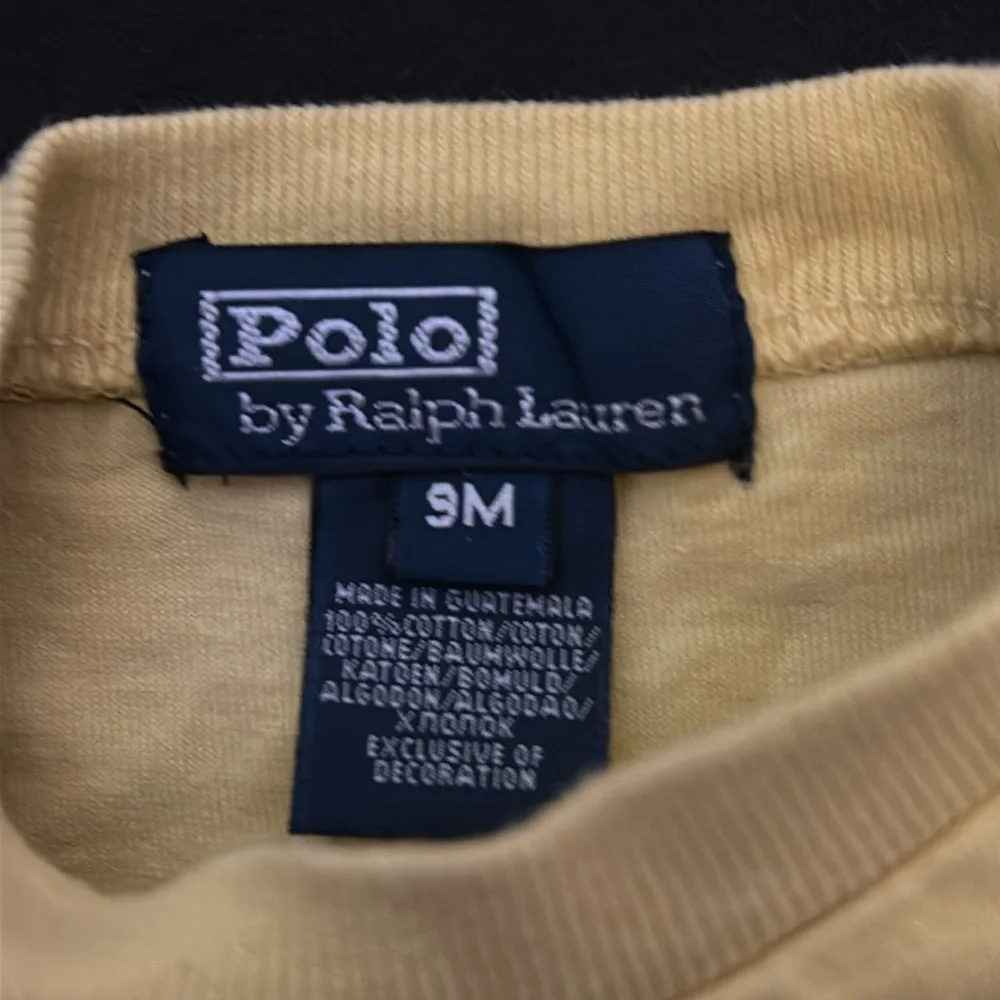 Polo
by Ralph Lauren
9M
MADE IN GUATEMALA
100% COTTON/COTON/
COTONE/BAUMWOLLE/
KATOEN/BOMULD/
ALGODON/ALGODAO/
ХЛОПОК
EXCLUSIVE OF
DECORATION